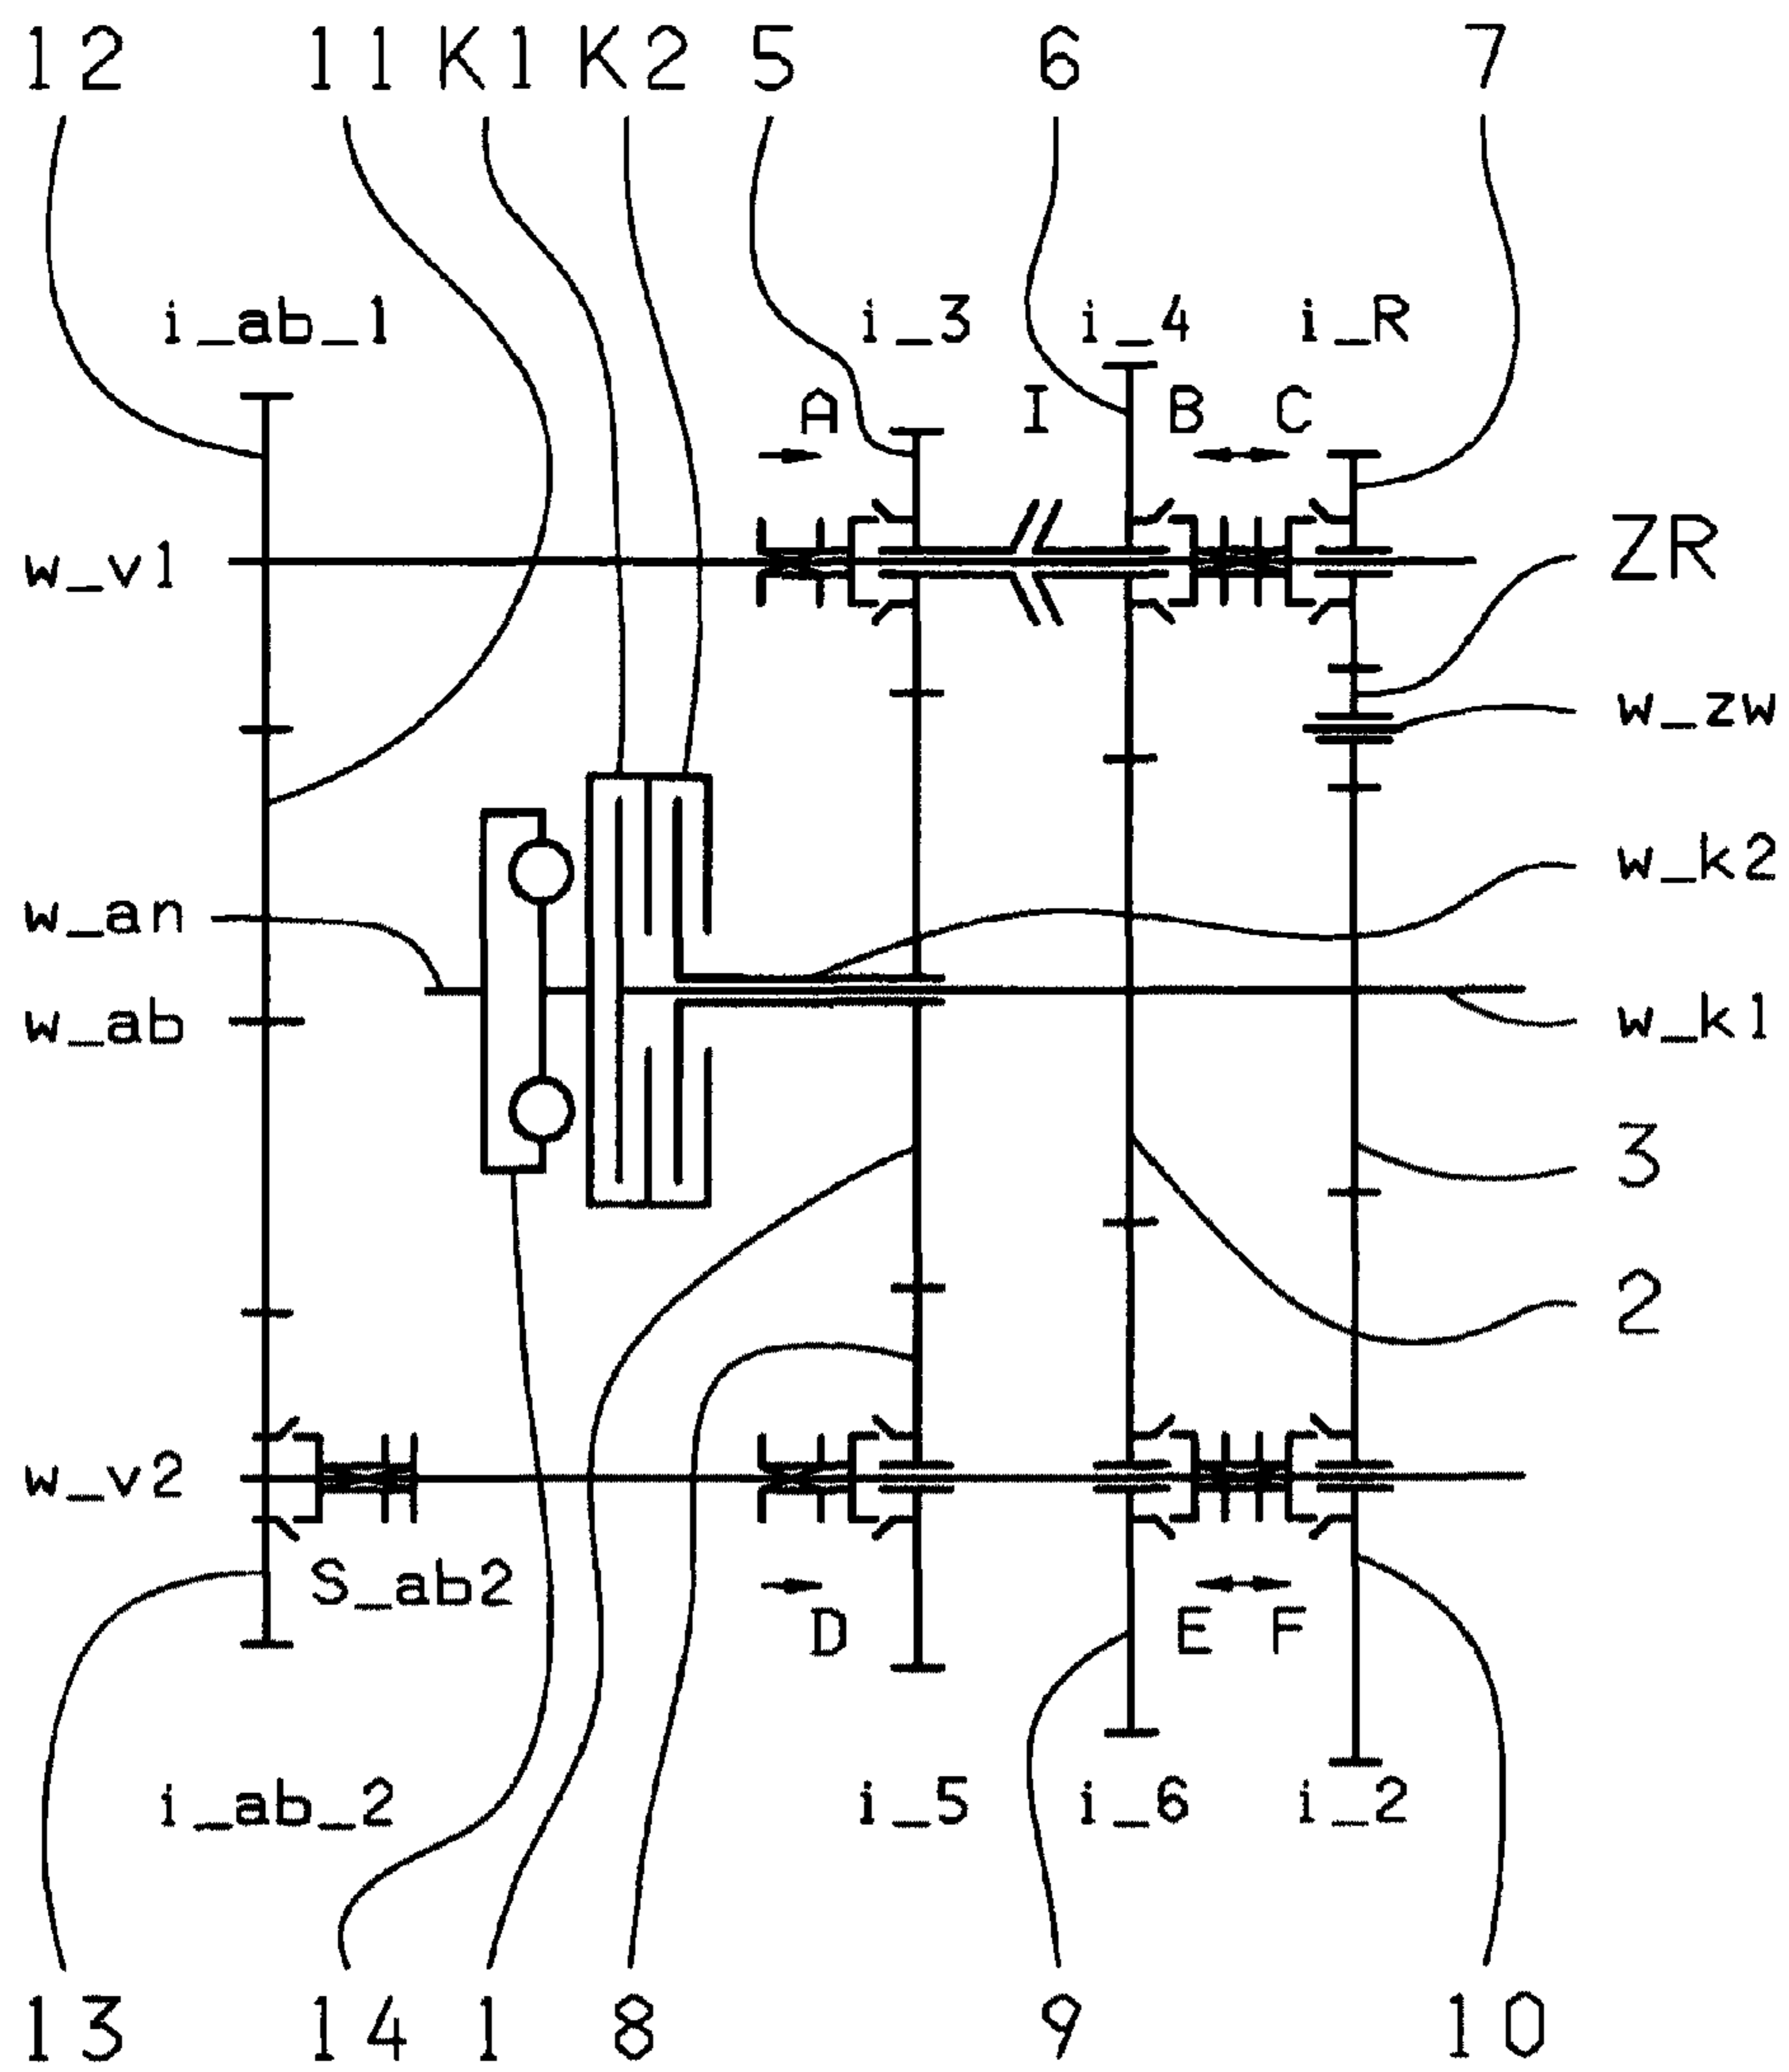 12 11 K1 K2 5 6 7
i_ab_1 i_3 i_4 i_R
A I B C
w_v1 ZR
w_zw
w_k2
w_an
w_ab w_k1
3
2
w_v2
S_ab2
D E F
i_ab_2 i_5 i_6 i_2
13 14 1 8 9 10